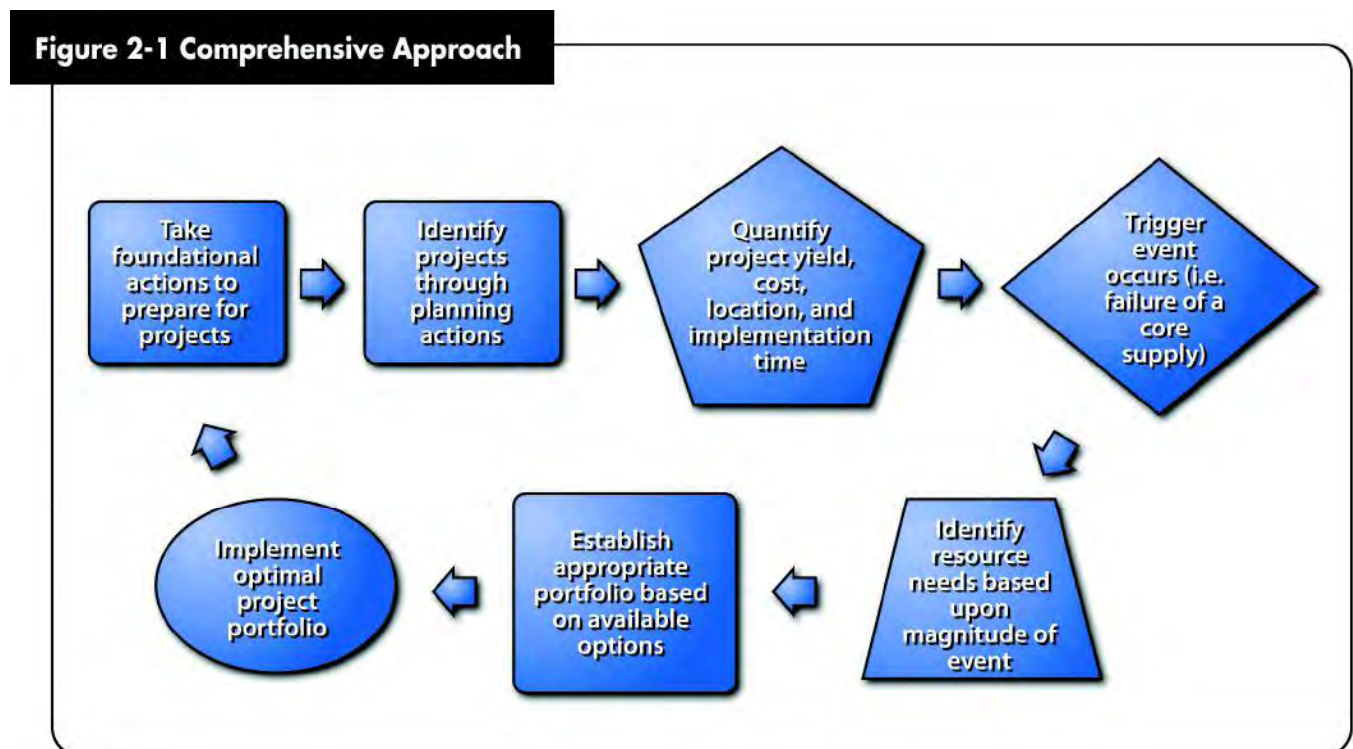 Figure 2-1 Comprehensive Approach
Take
foundational
actions to
prepare for
projects
Identify
projects
through
planning
actions
Quantify
project yield,
cost,
location, and
implementation
time
Trigger
event
occurs (i.e.
failure of a
core
supply)
Identify
resource
needs based
upon
magnitude of
event
Establish
appropriate
portfolio based
on available
options
Implement
optimal
project
portfolio